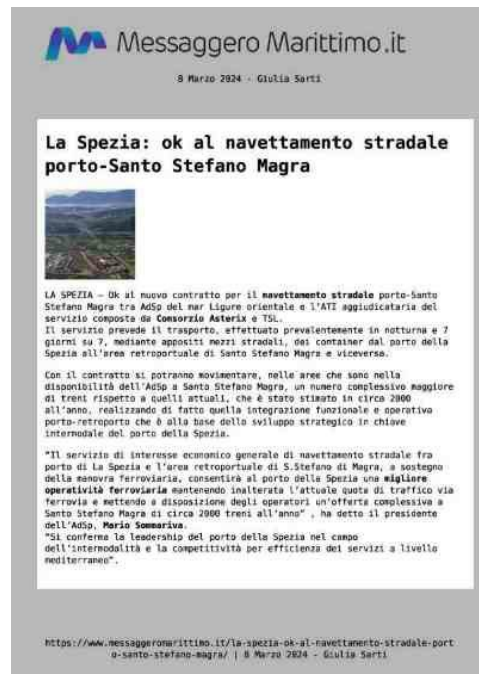 Messaggero Marittimo.it
8 Marzo 2024 - Giulia Sarti
La Spezia: ok al navettamento stradale
porto-Santo Stefano Magra
LA SPEZIA – Ok al nuovo contratto per il navettamento stradale porto-Santo
Stefano Magra tra AdSp del mar Ligure orientale e l'ATI aggiudicataria del
servizio composta da Consorzio Asterix e TSL.
Il servizio prevede il trasporto, effettuato prevalentemente in notturna e 7
giorni su 7, mediante appositi mezzi stradali, dei container dal porto della
Spezia all'area retroportuale di Santo Stefano Magra e viceversa.
Con il contratto si potranno movimentare, nelle aree che sono nella
disponibilità dell'AdSp a Santo Stefano Magra, un numero complessivo maggiore
di treni rispetto a quelli attuali, che è stato stimato in circa 2000
all'anno, realizzando di fatto quella integrazione funzionale e operativa
porto-retroporto che è alla base dello sviluppo strategico in chiave
intermodale del porto della Spezia.
"Il servizio di interesse economico generale di navettamento stradale fra
porto di La Spezia e l'area retroportuale di S.Stefano di Magra, a sostegno
della manovra ferroviaria, consentirà al porto della Spezia una migliore
operatività ferroviaria mantenendo inalterata l'attuale quota di traffico via
ferrovia e mettendo a disposizione degli operatori un'offerta complessiva a
Santo Stefano Magra di circa 2000 treni all'anno" , ha detto il presidente
dell'AdSp, Mario Sommariva.
"Si conferma la leadership del porto della Spezia nel campo
dell'intermodalità e la competitività per efficienza dei servizi a livello
mediterraneo".
https://www.messaggeromarittimo.it/la-spezia-ok-al-navettamento-stradale-port
o-santo-stefano-magra/ | 8 Marzo 2024 - Giulia Sarti